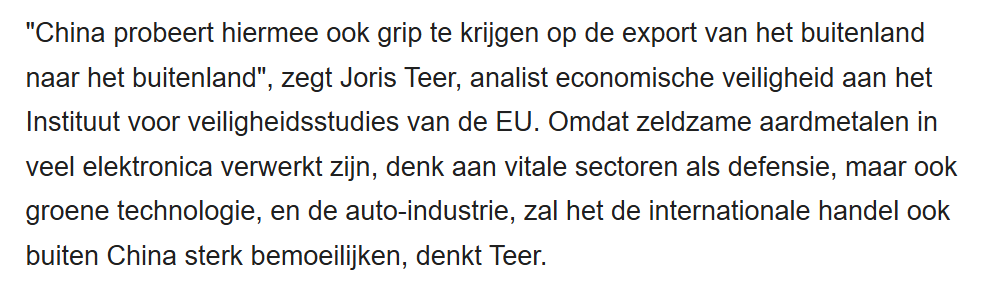 "China probeert hiermee ook grip te krijgen op de export van het buitenland
naar het buitenland", zegt Joris Teer, analist economische veiligheid aan het
Instituut voor veiligheidsstudies van de EU. Omdat zeldzame aardmetalen in
veel elektronica verwerkt zijn, denk aan vitale sectoren als defensie, maar ook
groene technologie, en de auto-industrie, zal het de internationale handel ook
buiten China sterk bemoeilijken, denkt Teer.